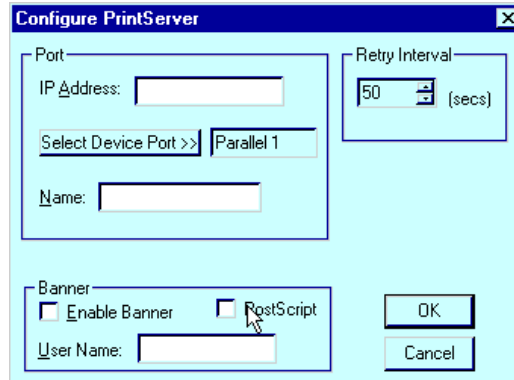 Configure PrintServer
Port
IP Address:
Select Device Port >>
Parallel 1
Name:
Retry Interval
50
(secs)
Banner
Enable Banner
PostScript
User Name:
OK
Cancel